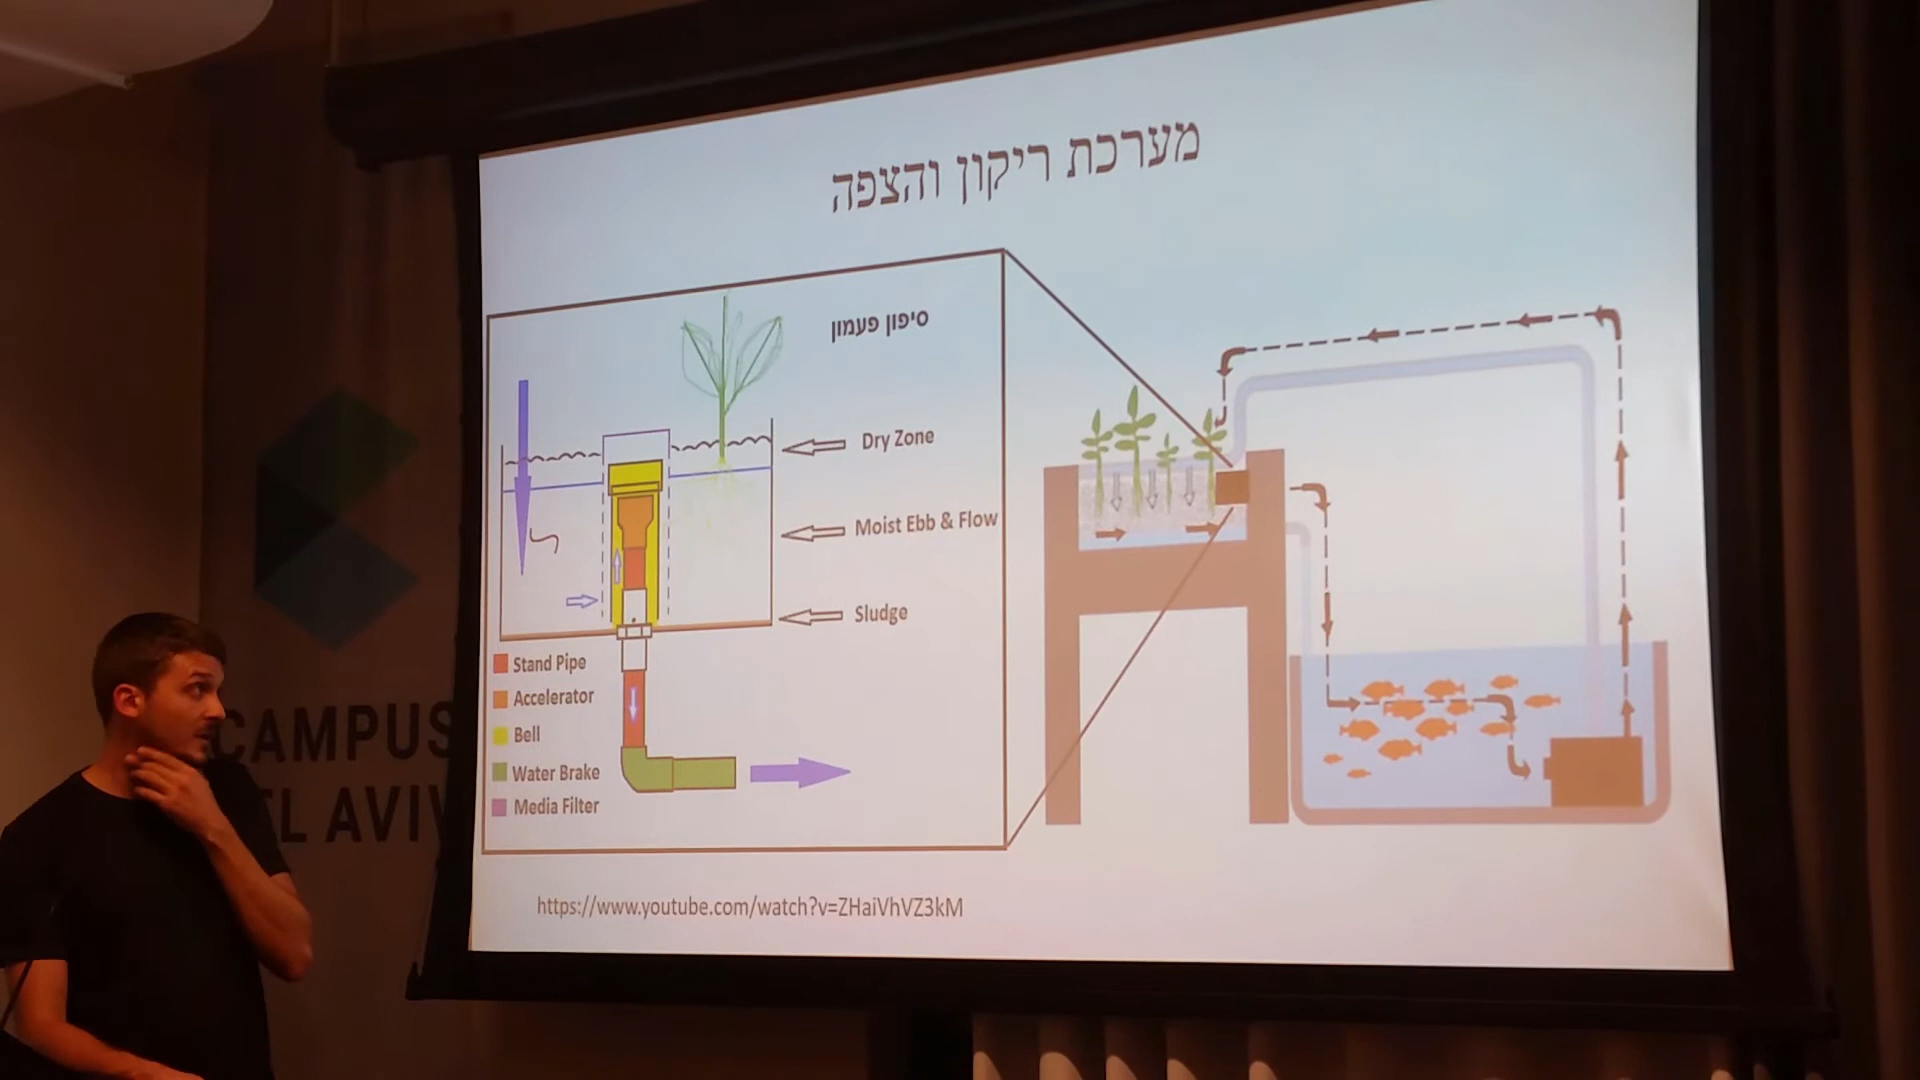 מערכת ריקון והצפה
סיפון פעמון
Dry Zone
Moist Ebb & Flow
Sludge
Stand Pipe
Accelerator
Bell
Water Brake
Media Filter
https://www.youtube.com/watch?v=ZHaiVhVZ3kM
CAMPUS
TEL AVIV